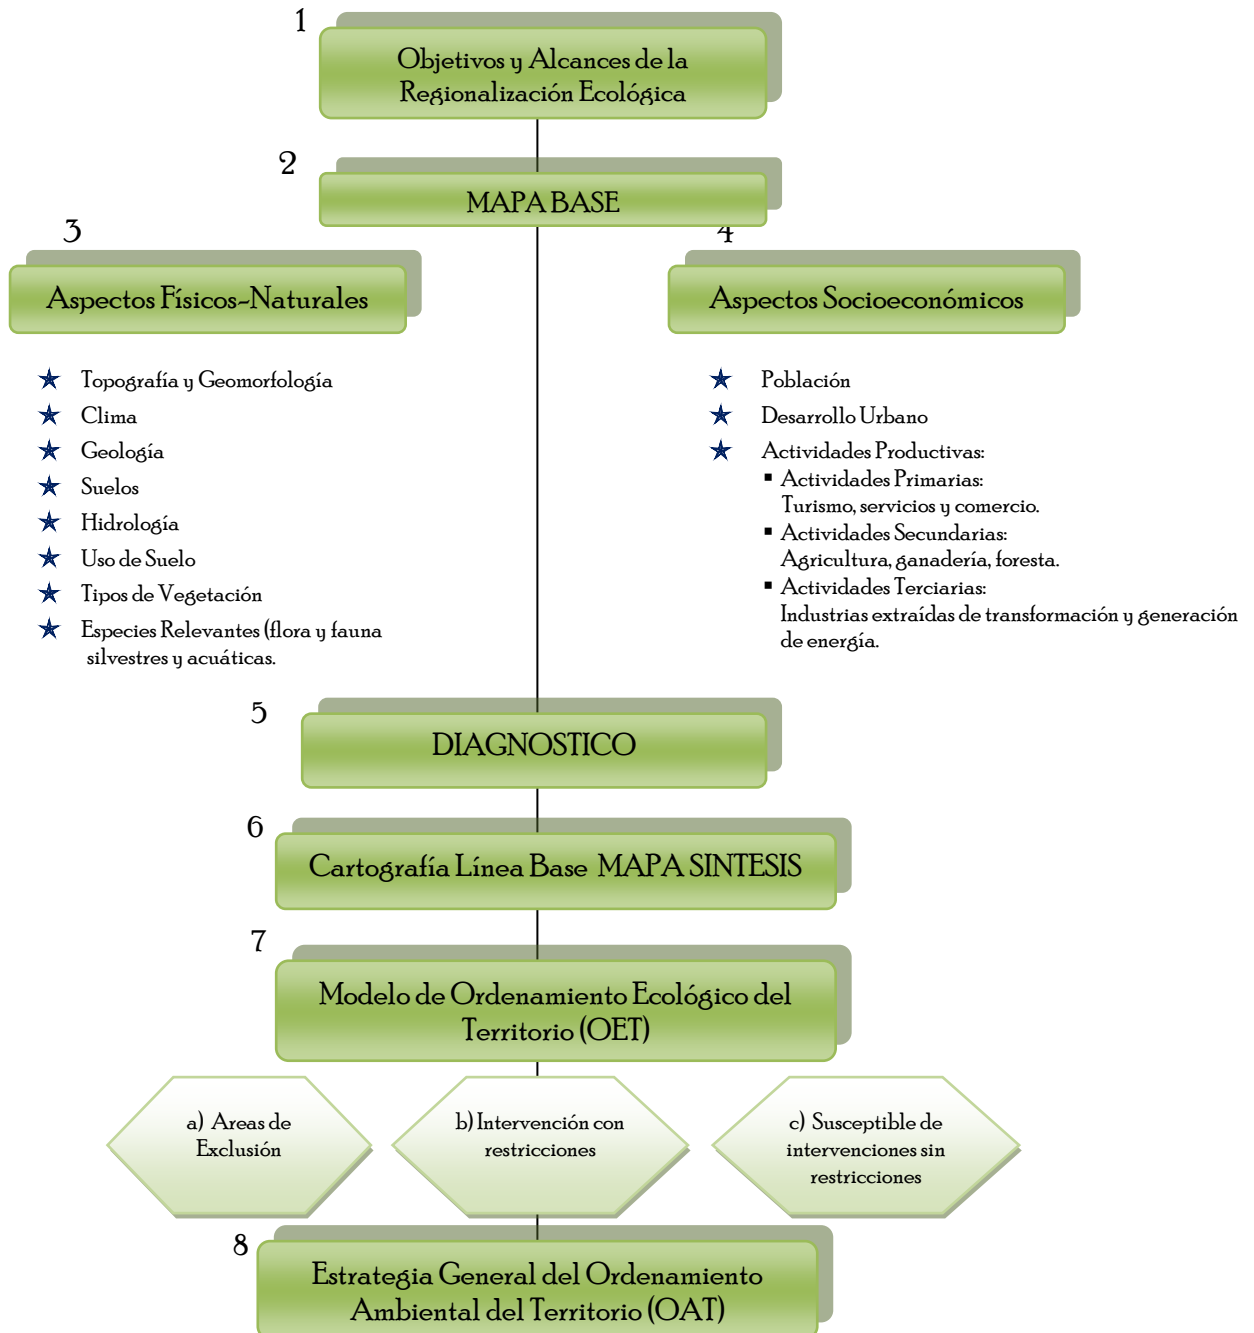 1
Objetivos y Alcances de la
Regionalización Ecológica
2
MAPA BASE
3
Aspectos Físicos-Naturales
Topografía y Geomorfología
Clima
Geología
Suelos
Hidrología
Uso de Suelo
Tipos de Vegetación
Especies Relevantes (flora y fauna
silvestres y acuáticas.
4
Aspectos Socioeconómicos
Población
Desarrollo Urbano
Actividades Productivas:
Actividades Primarias:
Turismo, servicios y comercio.
Actividades Secundarias:
Agricultura, ganadería, foresta.
Actividades Terciarias:
Industrias extraídas de transformación y generación
de energía.
5
DIAGNOSTICO
6
Cartografía Línea Base MAPA SINTESIS
7
Modelo de Ordenamiento Ecológico del
Territorio (OET)
a) Areas de
Exclusión
b) Intervención con
restricciones
c) Susceptible de
intervenciones sin
restricciones
8
Estrategia General del Ordenamiento
Ambiental del Territorio (OAT)